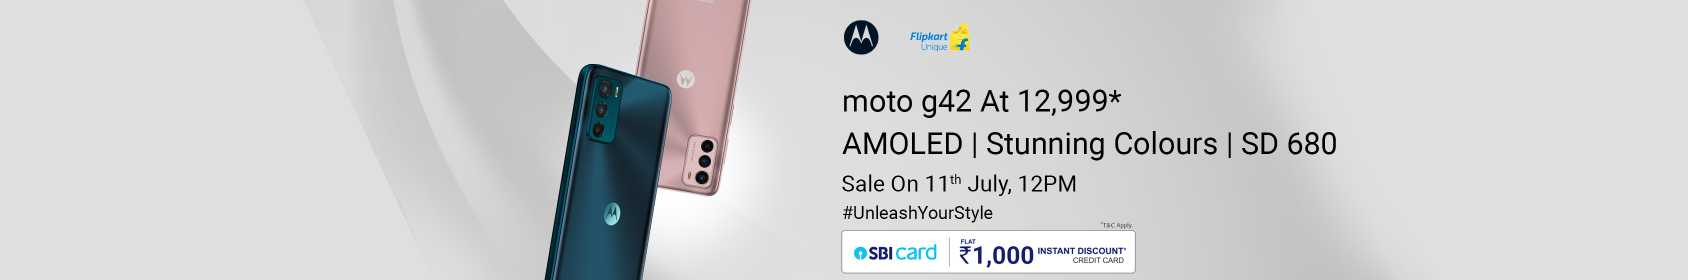 Flipkart
Unique
moto g42 At 12,999*
AMOLED | Stunning Colours | SD 680
Sale On 11th July, 12PM
#UnleashYourStyle
*T&C Apply
SBI card
FLAT
₹1,000 INSTANT DISCOUNT*
CREDIT CARD